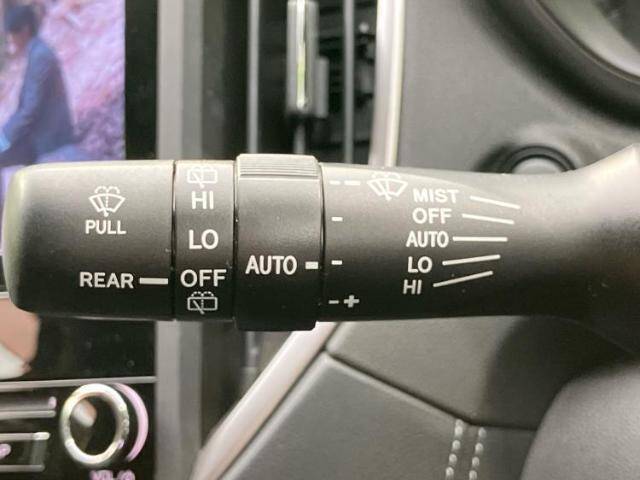 PULL
REAR
HI
LO
OFF
AUTO
- -
-
-
-+
MIST
OFF
AUTO
LO
HI